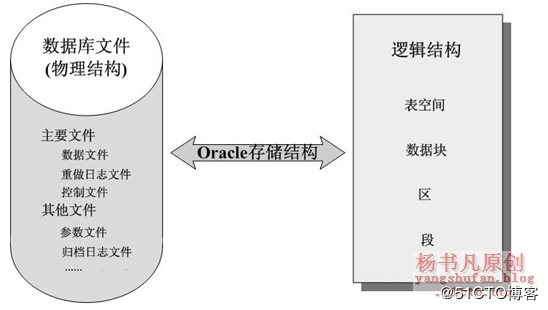 数据库文件
(物理结构)
主要文件
数据文件
重做日志文件
控制文件
其他文件
参数文件
归档日志文件
......
Oracle存储结构
逻辑结构
表空间
数据块
区
段
杨书凡原创
yangshufan.blog
@51CTO博客